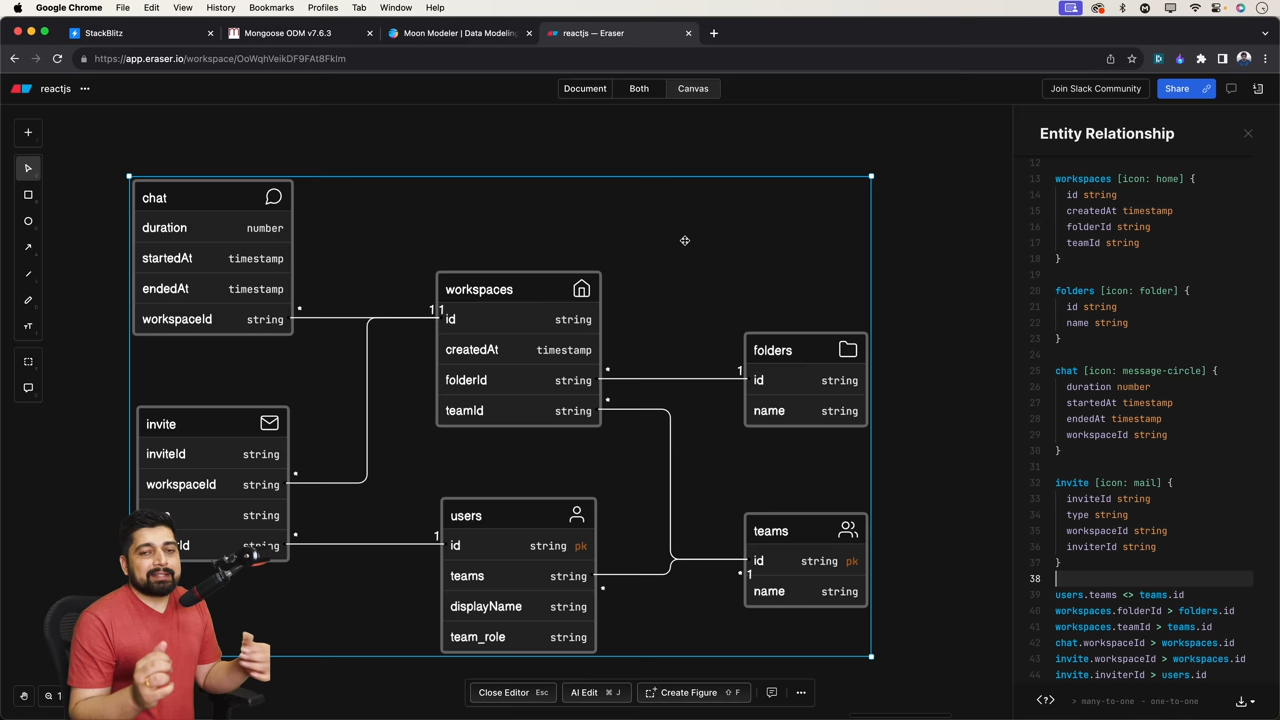 Google Chrome File Edit View History Bookmarks Profiles Tab Window Help
StackBlitz
Mongoose ODM v7.6.3
Moon Modeler | Data Modeling
reactjs — Eraser
https://app.eraser.io/workspace/OoWqhVeikDF9FAt8FkIm
reactjs
Document Both Canvas
Join Slack Community
Share
chat
duration number
startedAt timestamp
endedAt timestamp
workspaceId string
*
1 1
workspaces
id string
createdAt timestamp
folderId string
teamId string
*
1
*
folders
id string
name string
invite
inviteId string
workspaceId string
*
string
string
*
1
users
id string pk
teams string
displayName string
team_role string
*
teams
id string pk
name string
* 1
Close Editor Esc
AI Edit ⌘ J
Create Figure ⇧ F
Entity Relationship
12
13 workspaces [icon: home] {
14 id string
15 createdAt timestamp
16 folderId string
17 teamId string
18 }
19
20 folders [icon: folder] {
21 id string
22 name string
23 }
24
25 chat [icon: message-circle] {
26 duration number
27 startedAt timestamp
28 endedAt timestamp
29 workspaceId string
30 }
31
32 invite [icon: mail] {
33 inviteId string
34 type string
35 workspaceId string
36 inviterId string
37 }
38
39 users.teams <> teams.id
40 workspaces.folderId > folders.id
41 workspaces.teamId > teams.id
42 chat.workspaceId > workspaces.id
43 invite.workspaceId > workspaces.id
44 invite.inviterId > users.id
<?> > many-to-one - one-to-one